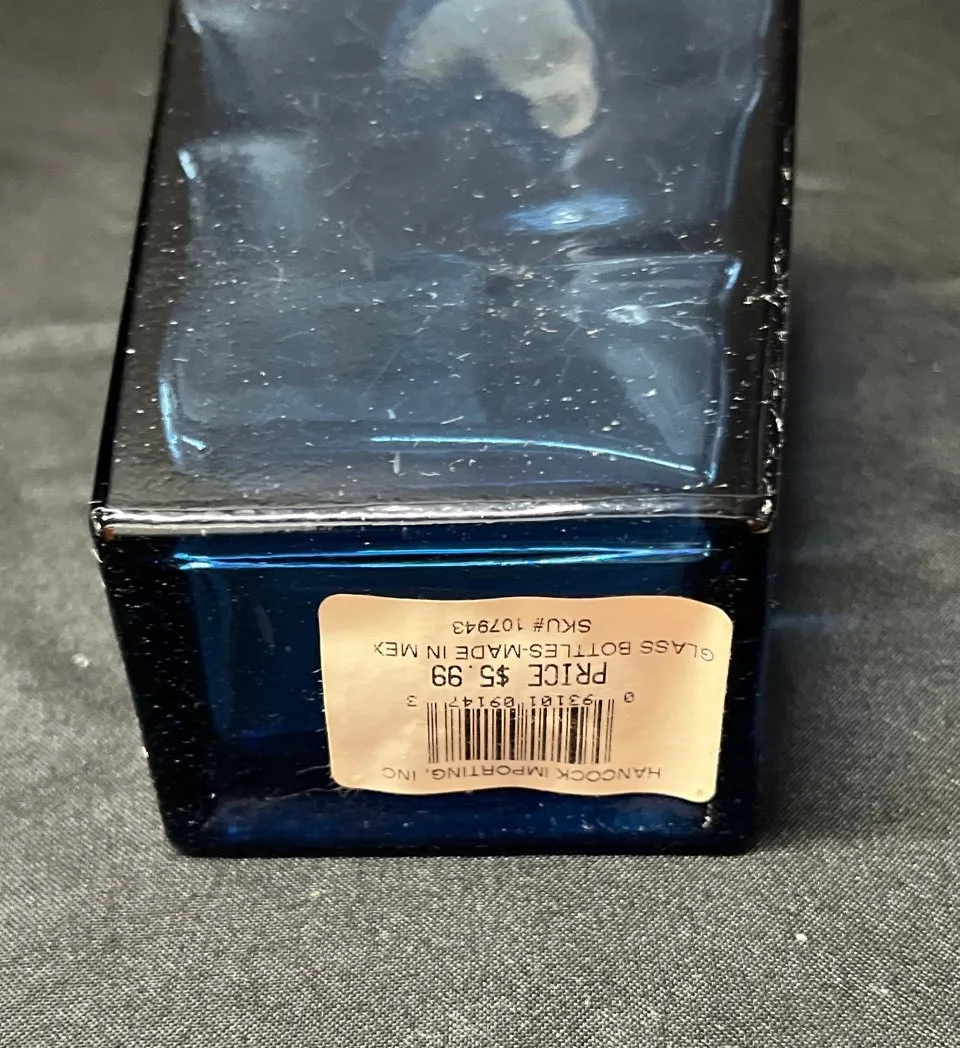 HANCOCK IMPORTING, INC
0 93101 09147 3
PRICE $5.99
GLASS BOTTLES-MADE IN MEX
SKU# 107943